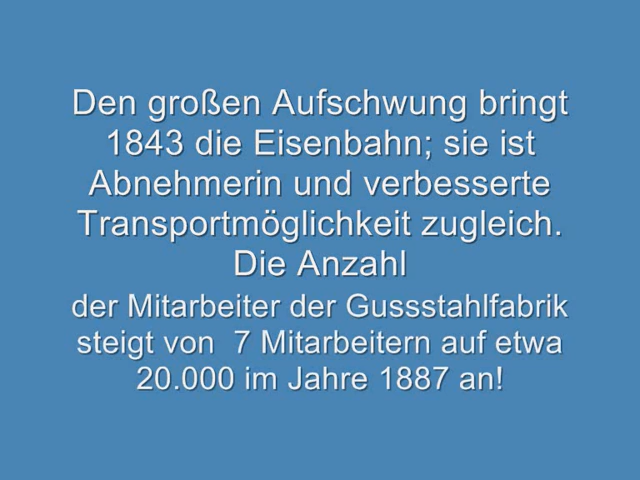 Den großen Aufschwung bringt
1843 die Eisenbahn; sie ist
Abnehmerin und verbesserte
Transportmöglichkeit zugleich.
Die Anzahl
der Mitarbeiter der Gussstahlfabrik
steigt von  7 Mitarbeitern auf etwa
20.000 im Jahre 1887 an!